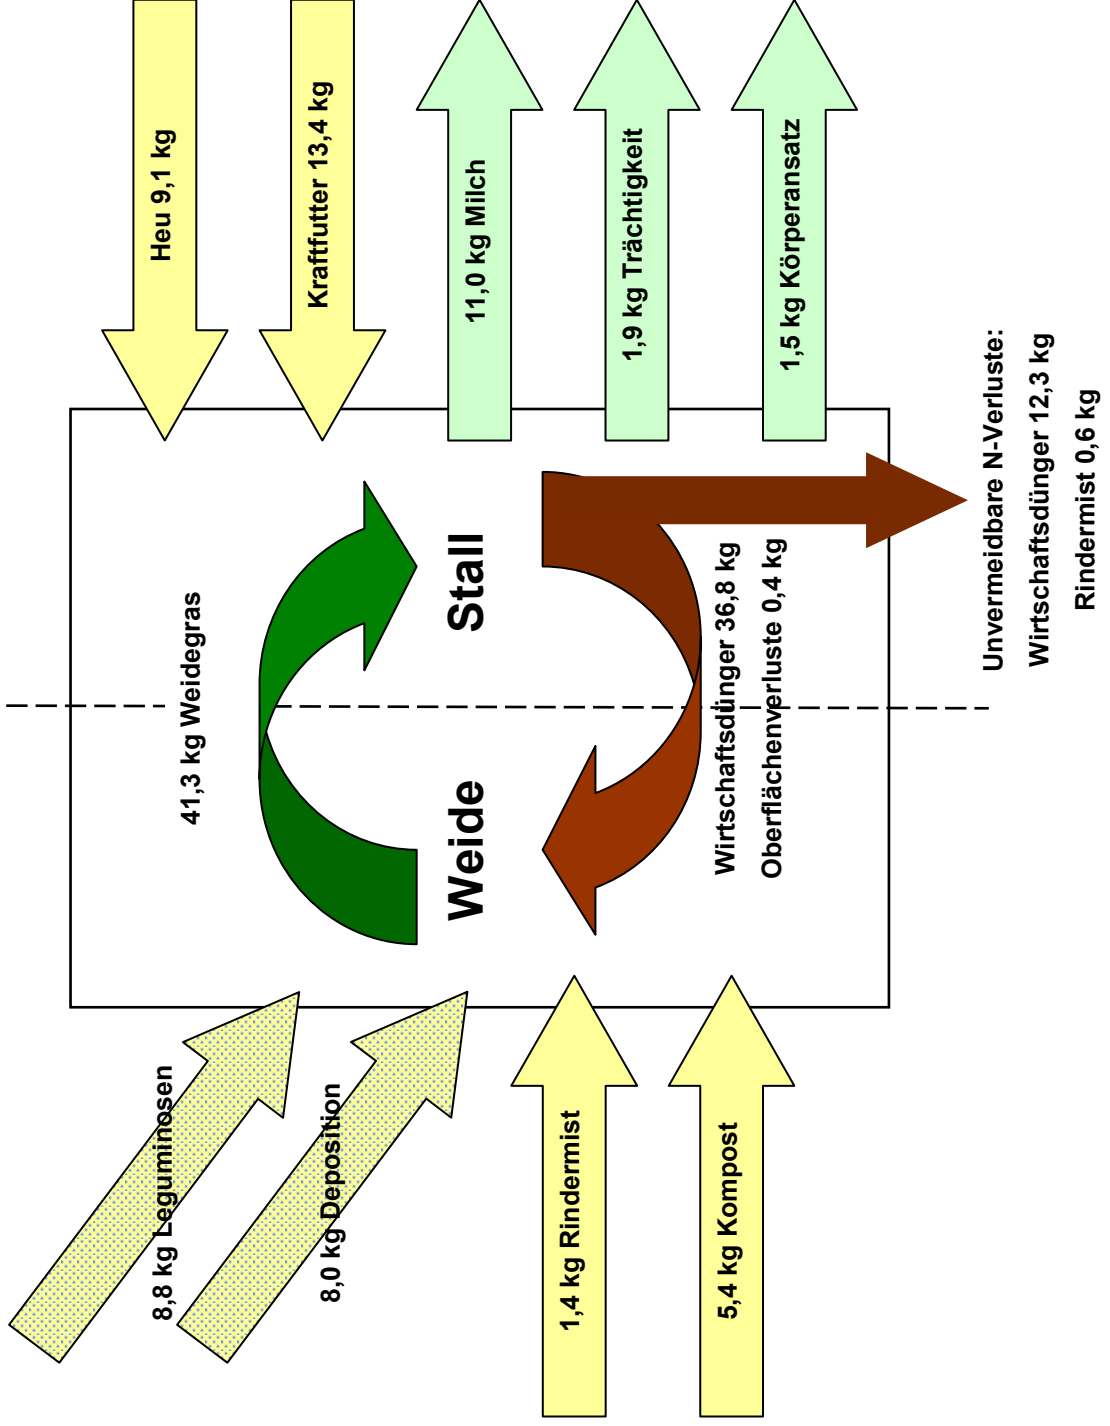 8,8 kg Leguminosen
8,0 kg Deposition
1,4 kg Rindermist
5,4 kg Kompost
41,3 kg Weidegras
Weide
Stall
Wirtschaftsdünger 36,8 kg
Oberflächenverluste 0,4 kg
Heu 9,1 kg
Kraftfutter 13,4 kg
11,0 kg Milch
1,9 kg Trächtigkeit
1,5 kg Körperansatz
Unvermeidbare N-Verluste:
Wirtschaftsdünger 12,3 kg
Rindermist 0,6 kg